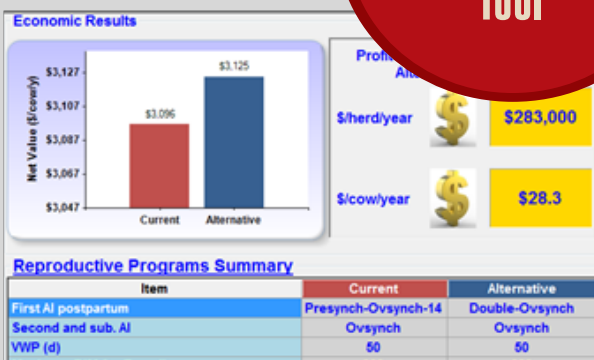 Tool
Economic Results
Net Value ($/cow/y)
$3,127
$3,107
$3,087
$3,067
$3,047
$3,096
$3,125
Current Alternative
$/herd/year $283,000
$/cow/year $28.3
Reproductive Programs Summary
Item Current Alternative
First AI postpartum Presynch-Ovsynch-14 Double-Ovsynch
Second and sub. AI Ovsynch Ovsynch
VWP (d) 50 50